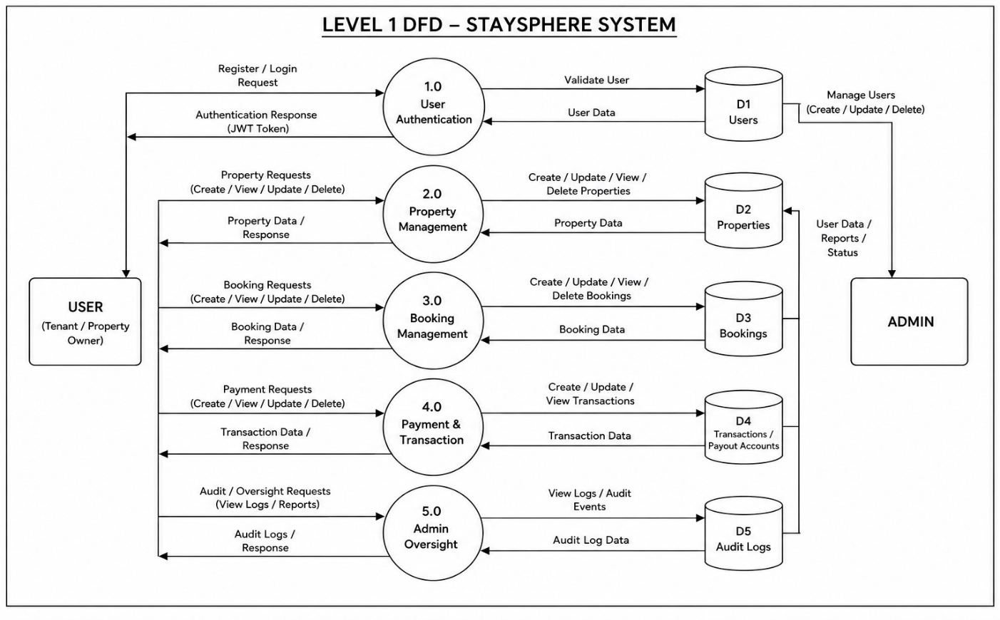 LEVEL 1 DFD – STAYSPHERE SYSTEM
Register / Login
Request
1.0
User
Authentication
Validate User
User Data
D1
Users
Manage Users
(Create / Update / Delete)
Authentication Response
(JWT Token)
Property Requests
(Create / View / Update / Delete)
2.0
Property
Management
Create / Update / View /
Delete Properties
Property Data
D2
Properties
Property Data /
Response
User Data /
Reports /
Status
USER
(Tenant / Property
Owner)
Booking Requests
(Create / View / Update / Delete)
3.0
Booking
Management
Create / Update / View /
Delete Bookings
Booking Data
D3
Bookings
ADMIN
Booking Data /
Response
Payment Requests
(Create / View / Update / Delete)
4.0
Payment &
Transaction
Create / Update /
View Transactions
Transaction Data
D4
Transactions /
Payout Accounts
Transaction Data /
Response
Audit / Oversight Requests
(View Logs / Reports)
5.0
Admin
Oversight
View Logs / Audit
Events
Audit Log Data
D5
Audit Logs
Audit Logs /
Response